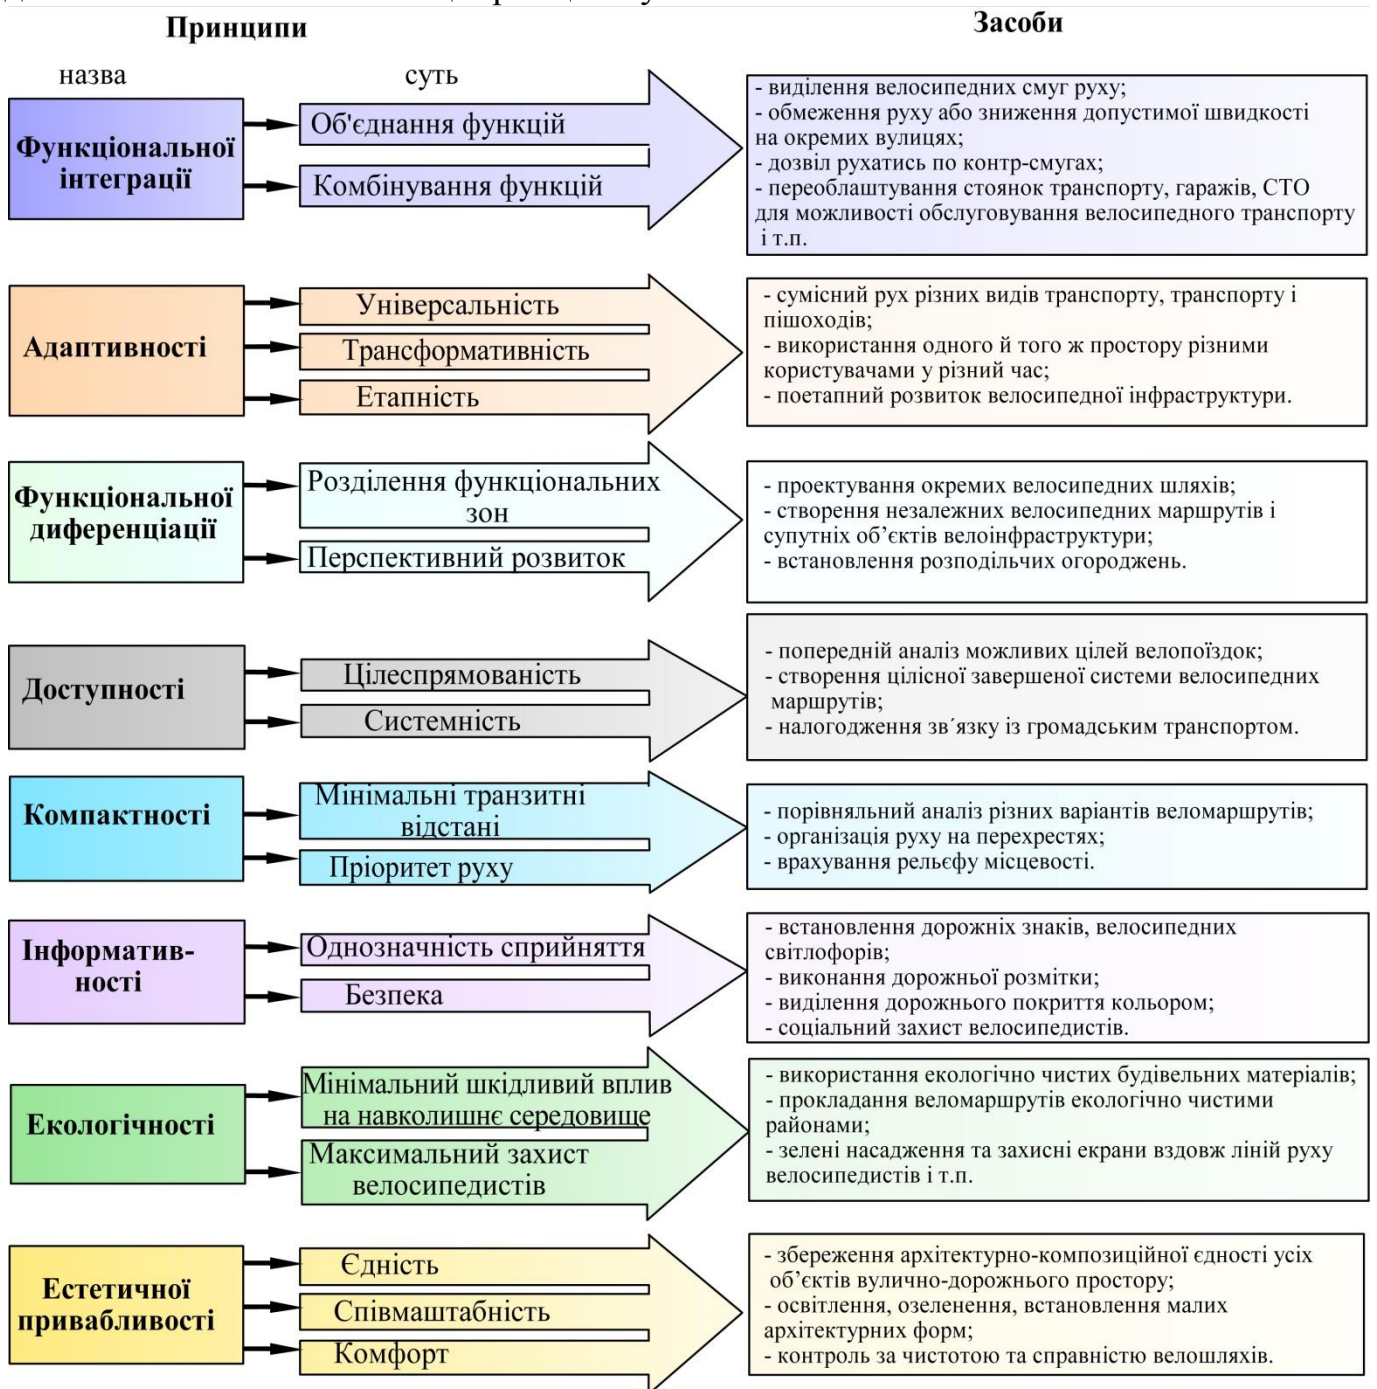 Принципи
Засоби
назва
суть
Функціональної
інтеграції
Об'єднання функцій
Комбінування функцій
- виділення велосипедних смуг руху;
- обмеження руху або зниження допустимої швидкості
на окремих вулицях;
- дозвіл рухатись по контр-смугах;
- переоблаштування стоянок транспорту, гаражів, СТО
для можливості обслуговування велосипедного транспорту
і т.п.
Адаптивності
Універсальність
Трансформативність
Етапність
- сумісний рух різних видів транспорту, транспорту і
пішоходів;
- використання одного й того ж простору різними
користувачами у різний час;
- поетапний розвиток велосипедної інфраструктури.
Функціональної
диференціації
Розділення функціональних
зон
Перспективний розвиток
- проектування окремих велосипедних шляхів;
- створення незалежних велосипедних маршрутів і
супутніх об’єктів велоінфраструктури;
- встановлення розподільчих огороджень.
Доступності
Цілеспрямованість
Системність
- попередній аналіз можливих цілей велопоїздок;
- створення цілісної завершеної системи велосипедних
маршрутів;
- налогодження зв´язку із громадським транспортом.
Компактності
Мінімальні транзитні
відстані
Пріоритет руху
- порівняльний аналіз різних варіантів веломаршрутів;
- організація руху на перехрестях;
- врахування рельєфу місцевості.
Інформатив-
ності
Однозначність сприйняття
Безпека
- встановлення дорожніх знаків, велосипедних
світлофорів;
- виконання дорожньої розмітки;
- виділення дорожнього покриття кольором;
- соціальний захист велосипедистів.
Екологічності
Мінімальний шкідливий вплив
на навколишнє середовище
Максимальний захист
велосипедистів
- використання екологічно чистих будівельних матеріалів;
- прокладання веломаршрутів екологічно чистими
районами;
- зелені насадження та захисні екрани вздовж ліній руху
велосипедистів і т.п.
Естетичної
привабливості
Єдність
Співмаштабність
Комфорт
- збереження архітектурно-композиційної єдності усіх
об’єктів вулично-дорожнього простору;
- освітлення, озеленення, встановлення малих
архітектурних форм;
- контроль за чистотою та справністю велошляхів.